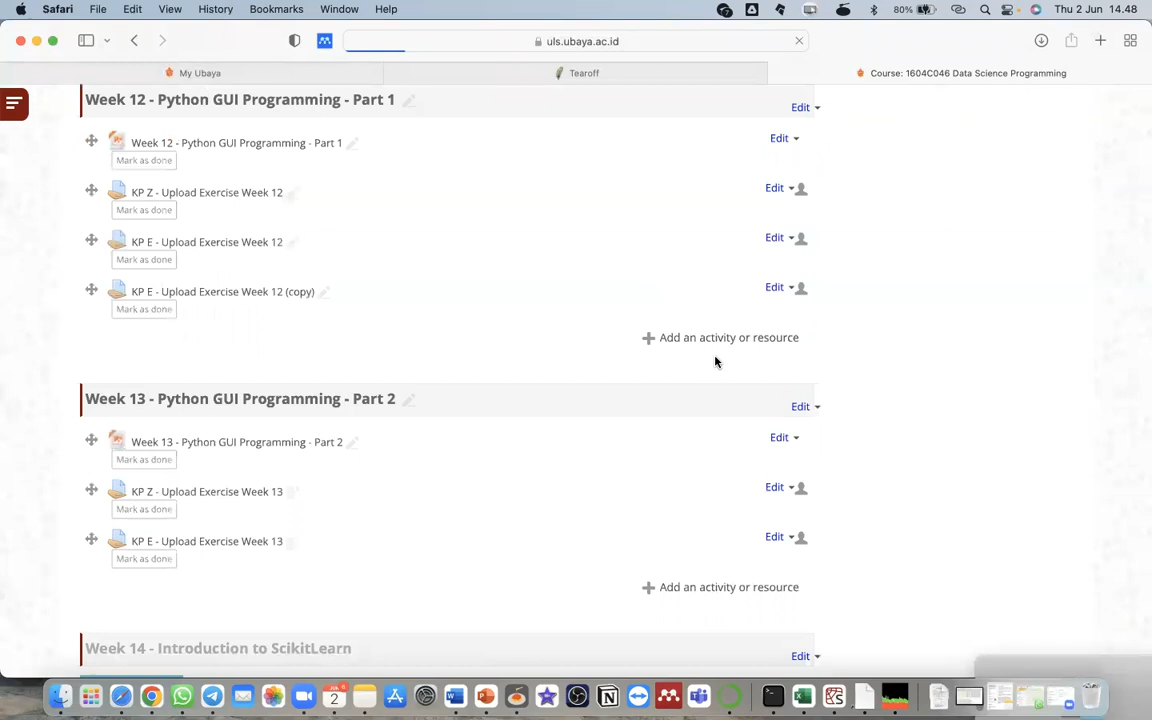 Safari File Edit View History Bookmarks Window Help 80% Thu 2 Jun 14.48
uls.ubaya.ac.id
My Ubaya Tearoff Course: 1604C046 Data Science Programming
Week 12 - Python GUI Programming - Part 1 Edit
Week 12 - Python GUI Programming - Part 1 Edit
Mark as done
KP Z - Upload Exercise Week 12 Edit
Mark as done
KP E - Upload Exercise Week 12 Edit
Mark as done
KP E - Upload Exercise Week 12 (copy) Edit
Mark as done
Add an activity or resource
Week 13 - Python GUI Programming - Part 2 Edit
Week 13 - Python GUI Programming - Part 2 Edit
Mark as done
KP Z - Upload Exercise Week 13 Edit
Mark as done
KP E - Upload Exercise Week 13 Edit
Mark as done
Add an activity or resource
Week 14 - Introduction to ScikitLearn Edit